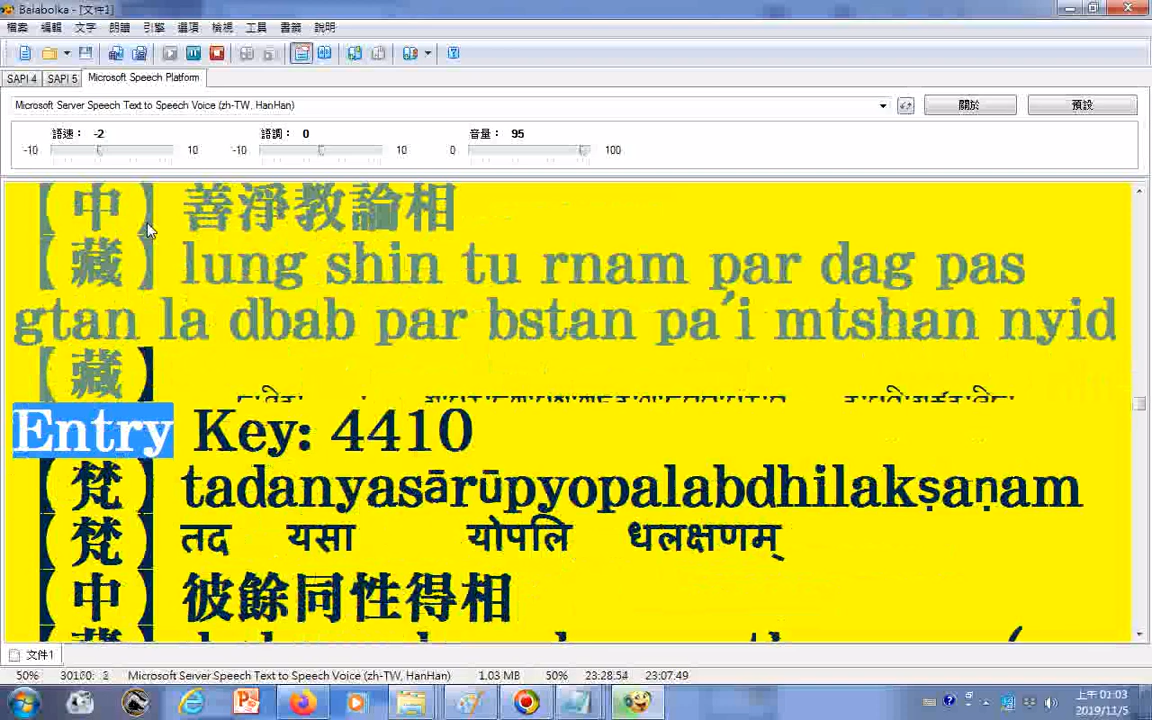 Balabolka - [文件1]
檔案 編輯 文字 朗讀 引擎 選項 檢視 工具 書籤 說明
SAPI 4 SAPI 5 Microsoft Speech Platform
Microsoft Server Speech Text to Speech Voice (zh-TW, HanHan) 關於 預設
語速： -2 語調： 0 音量： 95
-10 10 -10 10 0 100
【中】善淨教論相
【藏】lung shin tu rnam par dag pas
gtan la dbab par bstan pa'i mtshan nyid
【藏】
Entry Key: 4410
【梵】tadanyasārūpyopalabdhilakṣaṇam
【梵】तद यसा योपलि धलक्षणम्
【中】彼餘同性得相
文件1
50% Microsoft Server Speech Text to Speech Voice (zh-TW, HanHan) 1.03 MB 50% 23:28:54 23:07:49
上午 01:03
2019/11/5